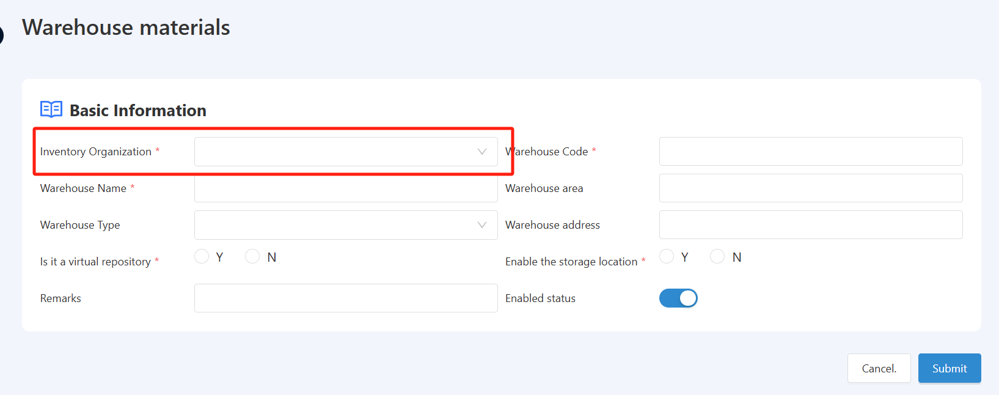 Warehouse materials
Basic Information
Inventory Organization *
Warehouse Code *
Warehouse Name *
Warehouse area
Warehouse Type
Warehouse address
Is it a virtual repository * Y N
Enable the storage location * Y N
Remarks
Enabled status
Cancel. Submit